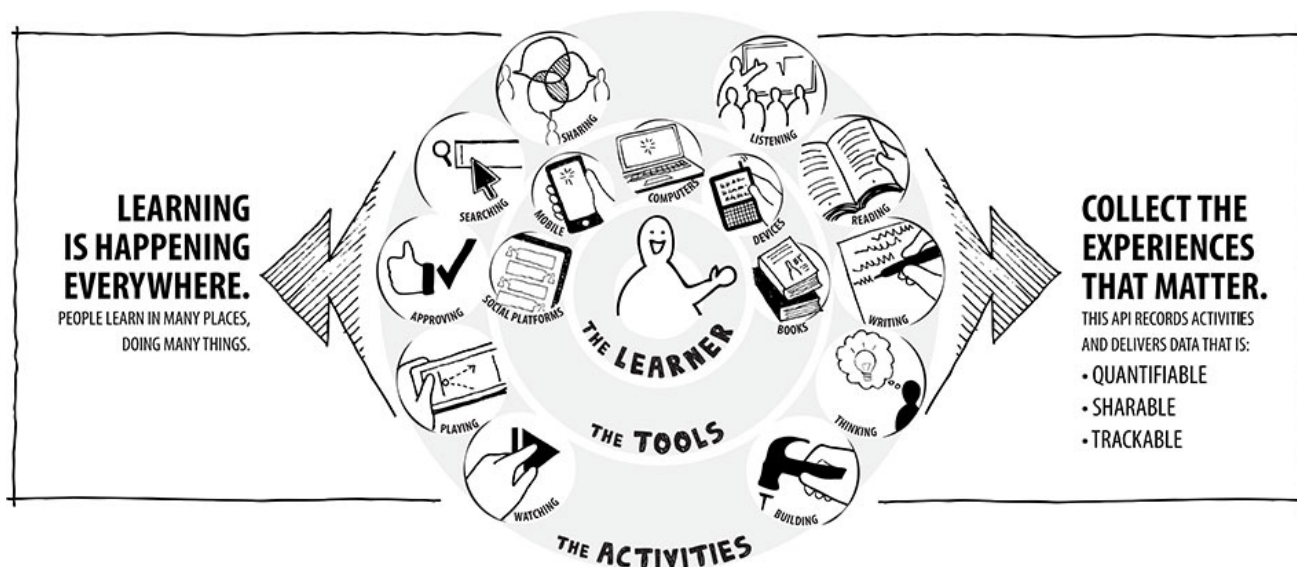 LEARNING
IS HAPPENING
EVERYWHERE.
PEOPLE LEARN IN MANY PLACES,
DOING MANY THINGS.
SHARING
LISTENING
SEARCHING
MOBILE
COMPUTERS
DEVICES
READING
APPROVING
SOCIAL PLATFORMS
BOOKS
WRITING
THE LEARNER
PLAYING
THINKING
THE TOOLS
WATCHING
BUILDING
THE ACTIVITIES
COLLECT THE
EXPERIENCES
THAT MATTER.
THIS API RECORDS ACTIVITIES
AND DELIVERS DATA THAT IS:
• QUANTIFIABLE
• SHARABLE
• TRACKABLE